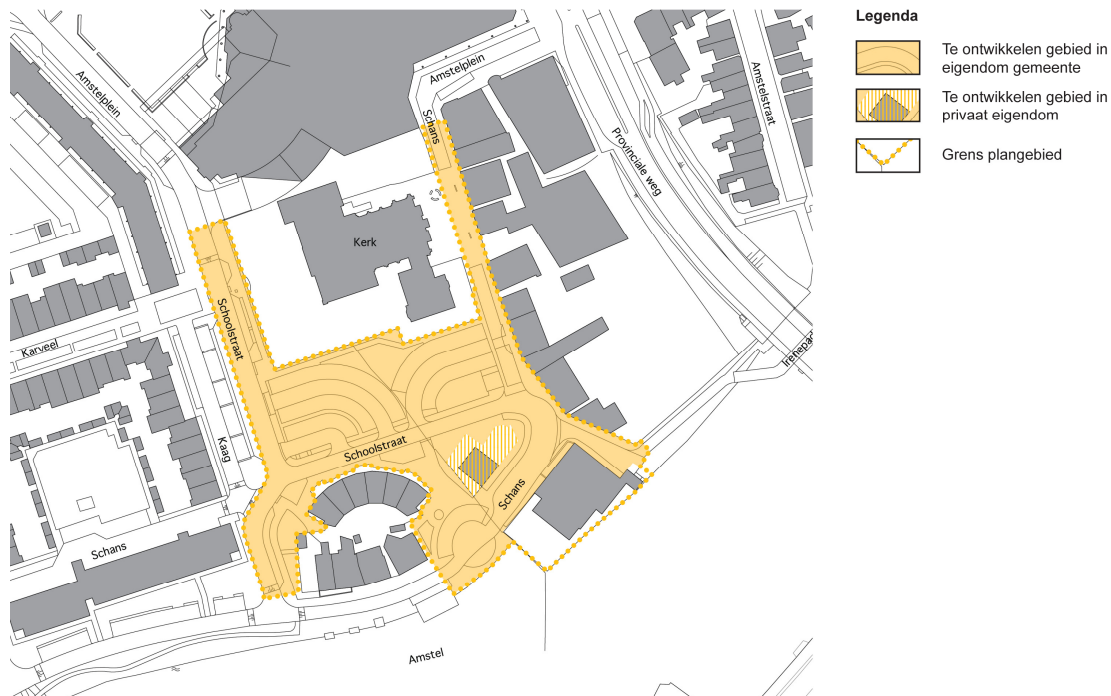 Legenda
Te ontwikkelen gebied in
eigendom gemeente
Te ontwikkelen gebied in
privaat eigendom
Grens plangebied
Amstelplein
Amstelplein
Schans
Amstelstraat
Provinciale weg
Kerk
Schoolstraat
Karveel
Kaag
Schoolstraat
Schans
Schans
Amstel